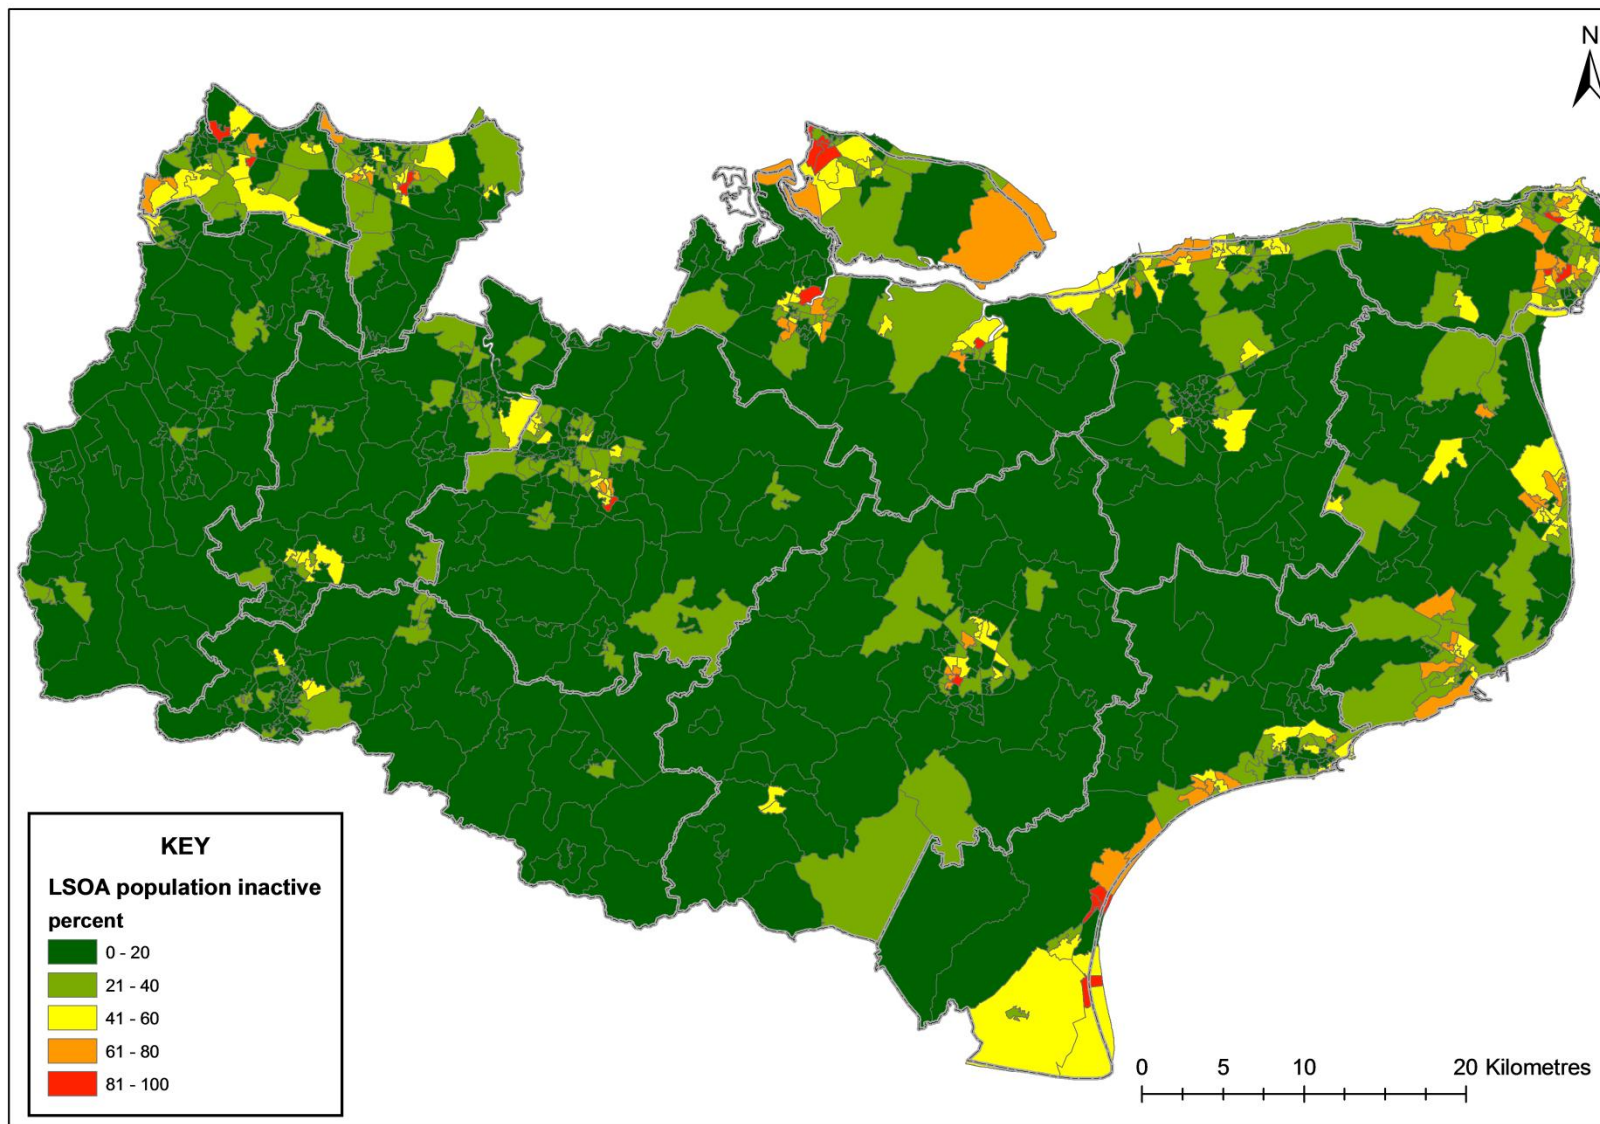 N
KEY
LSOA population inactive
percent
0 - 20
21 - 40
41 - 60
61 - 80
81 - 100
0 5 10 20 Kilometres